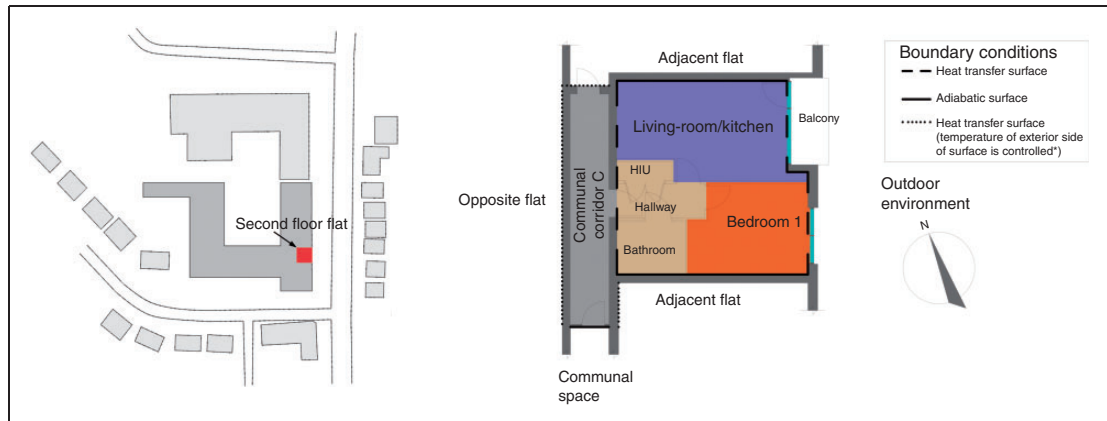 Second floor flat
Adjacent flat
Living-room/kitchen
Balcony
HIU
Hallway
Bedroom 1
Bathroom
Communal
corridor C
Opposite flat
Adjacent flat
Communal
space
Boundary conditions
Heat transfer surface
Adiabatic surface
Heat transfer surface
(temperature of exterior side
of surface is controlled*)
Outdoor
environment
N